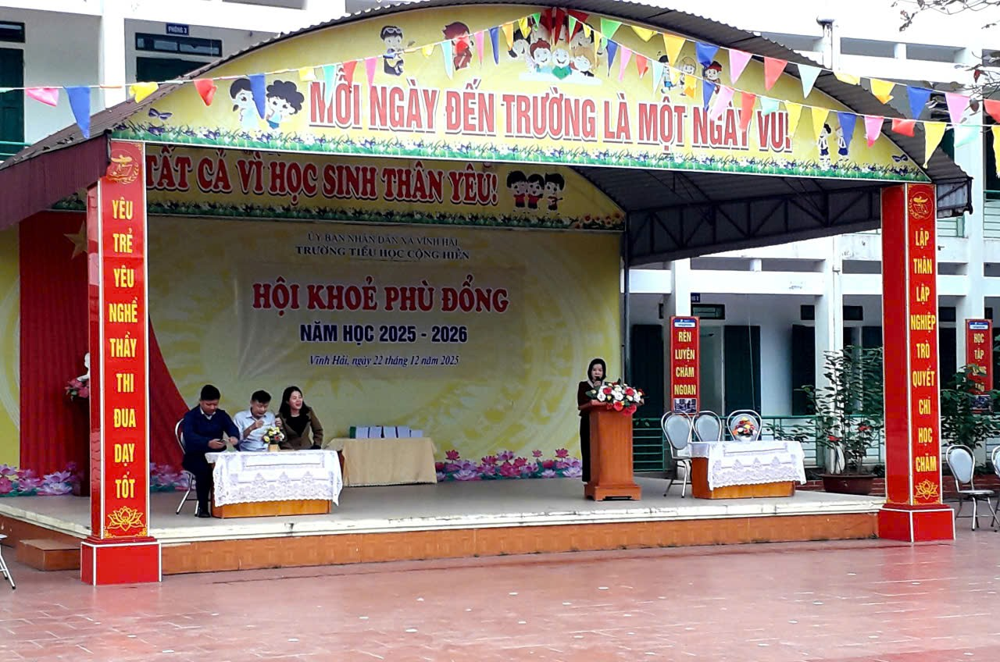 PHÒNG 3
MỖI NGÀY ĐẾN TRƯỜNG LÀ MỘT NGÀY VUI
TẤT CẢ VÌ HỌC SINH THÂN YÊU!
ỦY BAN NHÂN DÂN XÃ VĨNH HẢI
TRƯỜNG TIỂU HỌC CỘNG HIỀN
HỘI KHOẺ PHÙ ĐỔNG
NĂM HỌC 2025 - 2026
Vĩnh Hải, ngày 22 tháng 12 năm 2025
YÊU
TRẺ
YÊU
NGHỀ
THẦY
THI
ĐUA
DẠY
TỐT
RÈN
LUYỆN
CHĂM
NGOAN
LẬP
THÂN
LẬP
NGHIỆP
TRÒ
QUYẾT
CHÍ
HỌC
CHĂM
HỌC
TẬP